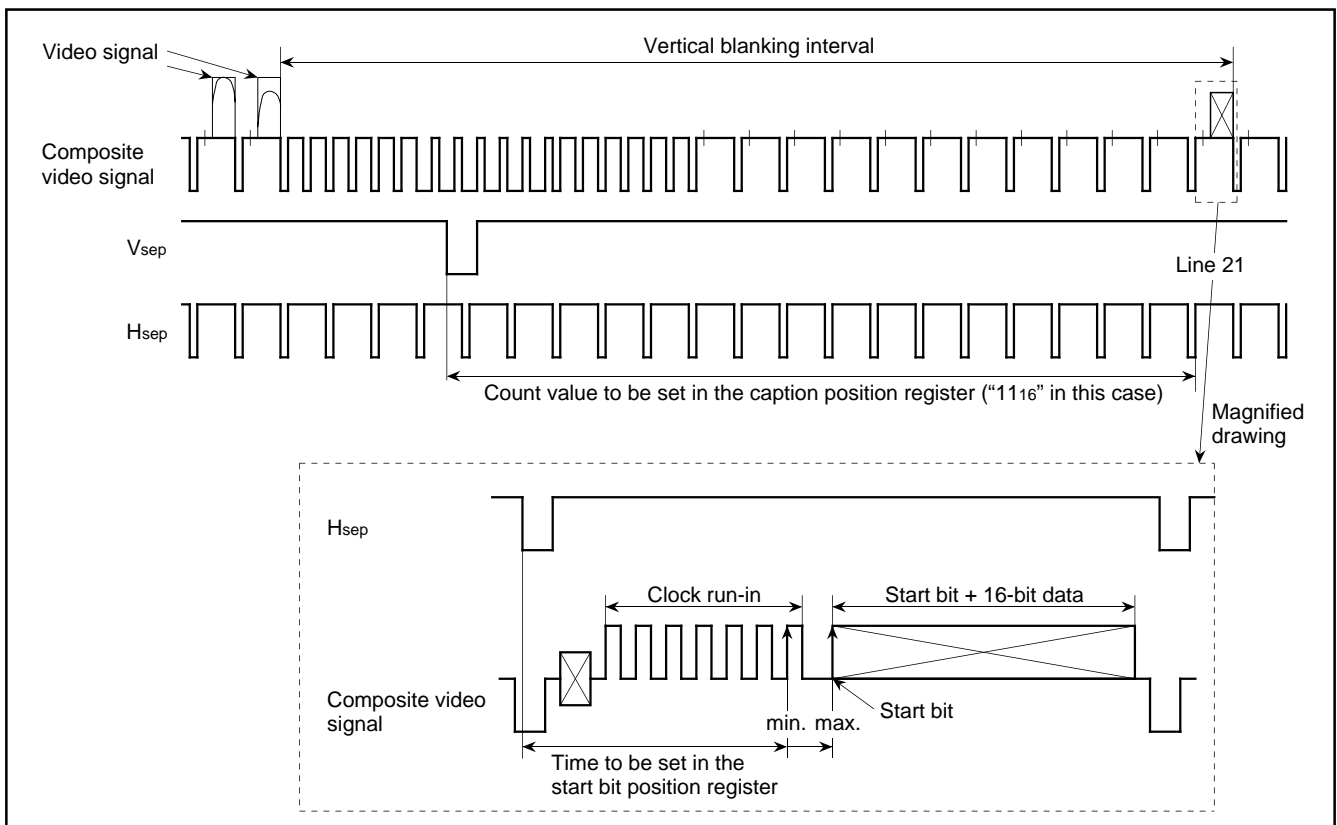 Video signal
Vertical blanking interval
Composite
video signal
Vsep
Line 21
Hsep
Count value to be set in the caption position register (“1116” in this case)
Magnified
drawing
Hsep
Clock run-in
Start bit + 16-bit data
Composite video
signal
min. max.
Start bit
Time to be set in the
start bit position register